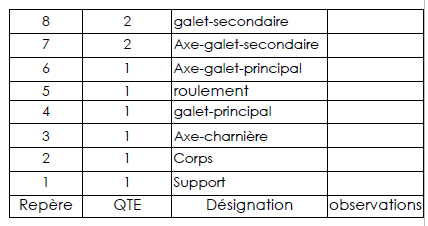 8 2 galet-secondaire
7 2 Axe-galet-secondaire
6 1 Axe-galet-principal
5 1 roulement
4 1 galet-principal
3 1 Axe-charnière
2 1 Corps
1 1 Support
Repère QTE Désignation observations